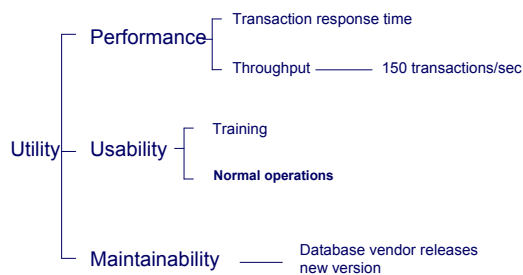 Transaction response time
Performance
Throughput
150 transactions/sec
Training
Utility
Usability
Normal operations
Maintainability
Database vendor releases
new version